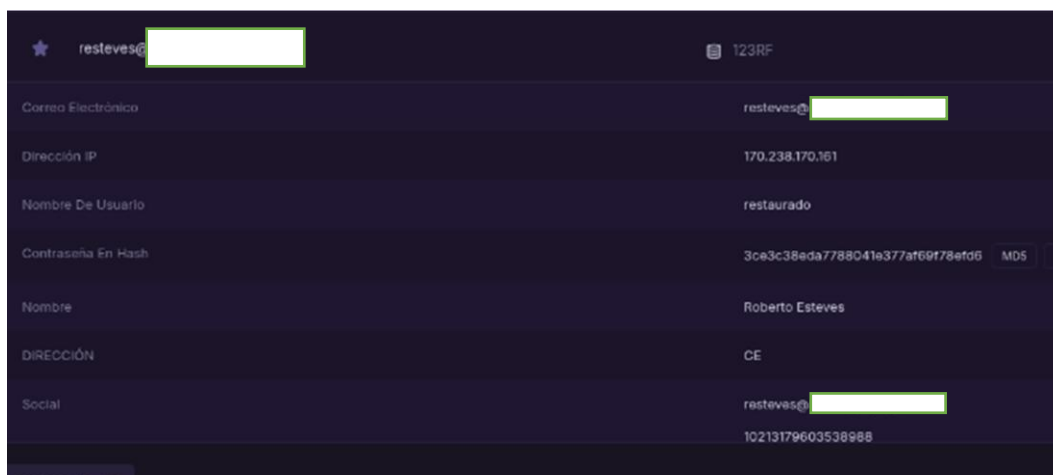 resteves@
123RF
Correo Electrónico
resteves@
Dirección IP
170.238.170.161
Nombre De Usuario
restaurado
Contraseña En Hash
3ce3c38eda7788041e377af69f78efd6 MD5
Nombre
Roberto Esteves
DIRECCIÓN
CE
Social
resteves@
10213179603538988